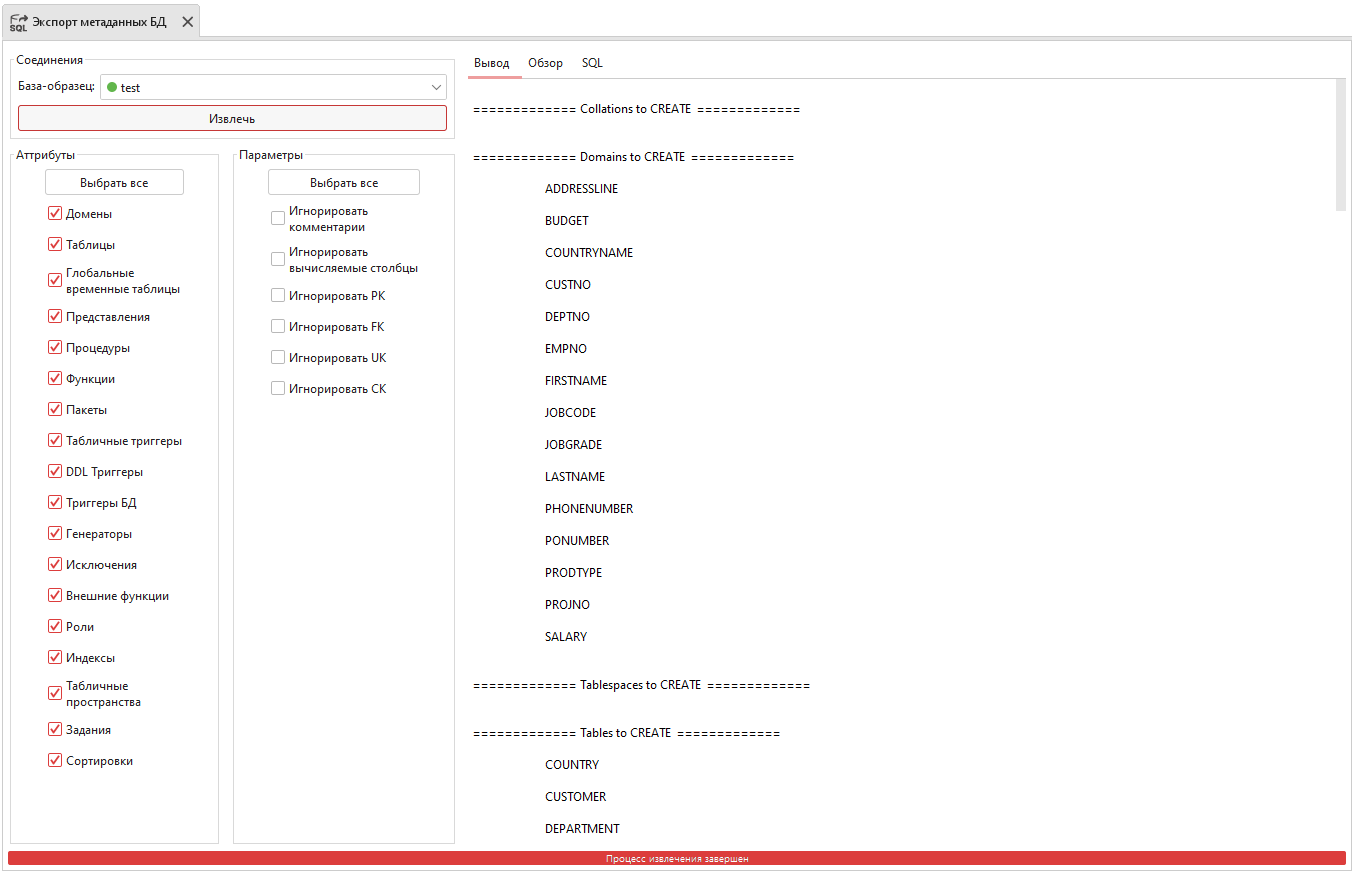 SQL
Экспорт метаданных БД
Соединения
База-образец:
test
Извлечь
Аттрибуты
Выбрать все
Домены
Таблицы
Глобальные
временные таблицы
Представления
Процедуры
Функции
Пакеты
Табличные триггеры
DDL Триггеры
Триггеры БД
Генераторы
Исключения
Внешние функции
Роли
Индексы
Табличные
пространства
Задания
Сортировки
Параметры
Выбрать все
Игнорировать
комментарии
Игнорировать
вычисляемые столбцы
Игнорировать PK
Игнорировать FK
Игнорировать UK
Игнорировать CK
Вывод Обзор SQL
============= Collations to CREATE =============
============= Domains to CREATE =============
ADDRESSLINE
BUDGET
COUNTRYNAME
CUSTNO
DEPTNO
EMPNO
FIRSTNAME
JOBCODE
JOBGRADE
LASTNAME
PHONENUMBER
PONUMBER
PRODTYPE
PROJNO
SALARY
============= Tablespaces to CREATE =============
============= Tables to CREATE =============
COUNTRY
CUSTOMER
DEPARTMENT
Процесс извлечения завершен